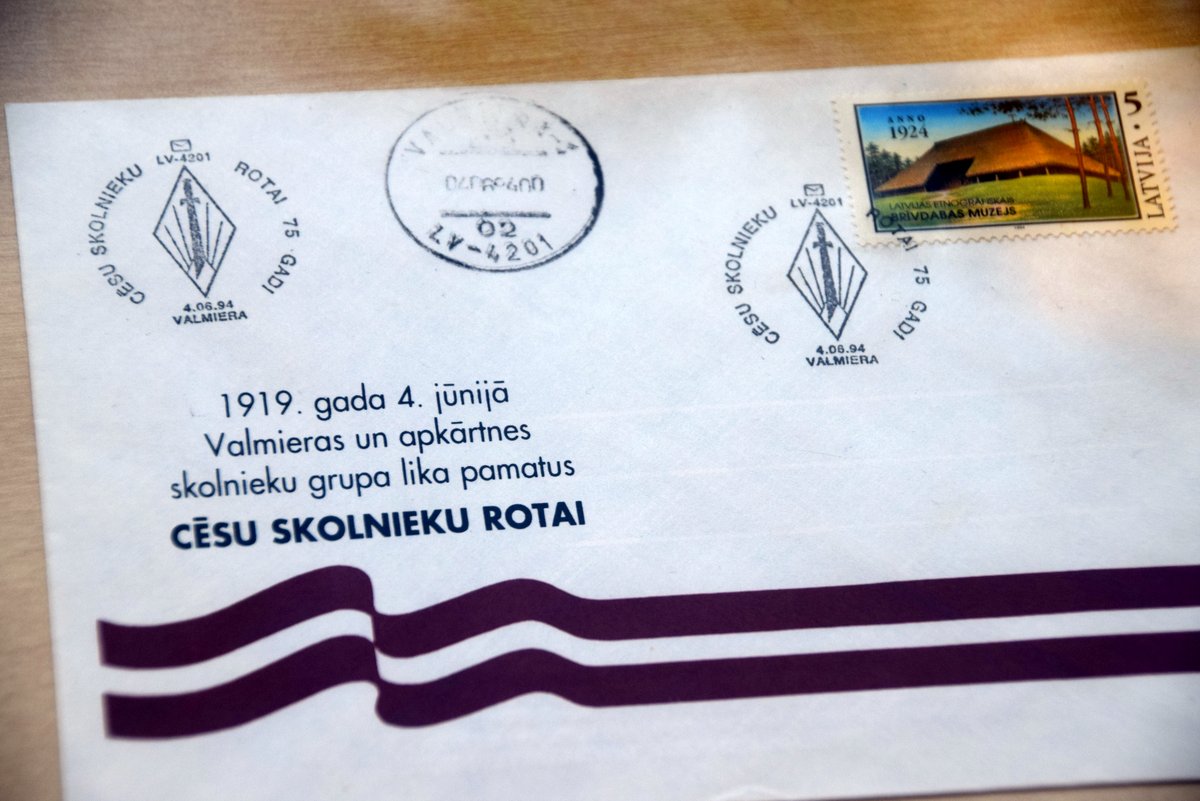 LV-4201
CĒSU SKOLNIEKU ROTAI 75 GADI
4.06.94
VALMIERA
02
LV-4201
LV-4201
CĒSU SKOLNIEKU ROTAI 75 GADI
4.06.94
VALMIERA
ANNO
1924
5
LATVIJA
LATVIJAS ETNOGRĀFISKAIS
BRĪVDABAS MUZEJS
1919. gada 4. jūnijā
Valmieras un apkārtnes
skolnieku grupa lika pamatus
CĒSU SKOLNIEKU ROTAI